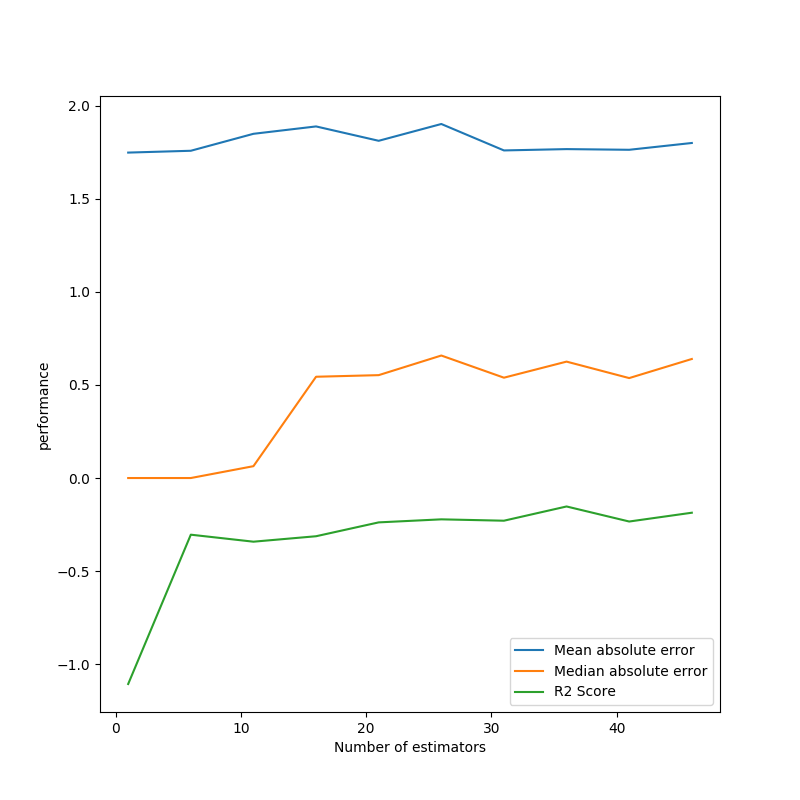 2.0
1.5
1.0
0.5
0.0
−0.5
−1.0
performance
0
10
20
30
40
Number of estimators
Mean absolute error
Median absolute error
R2 Score